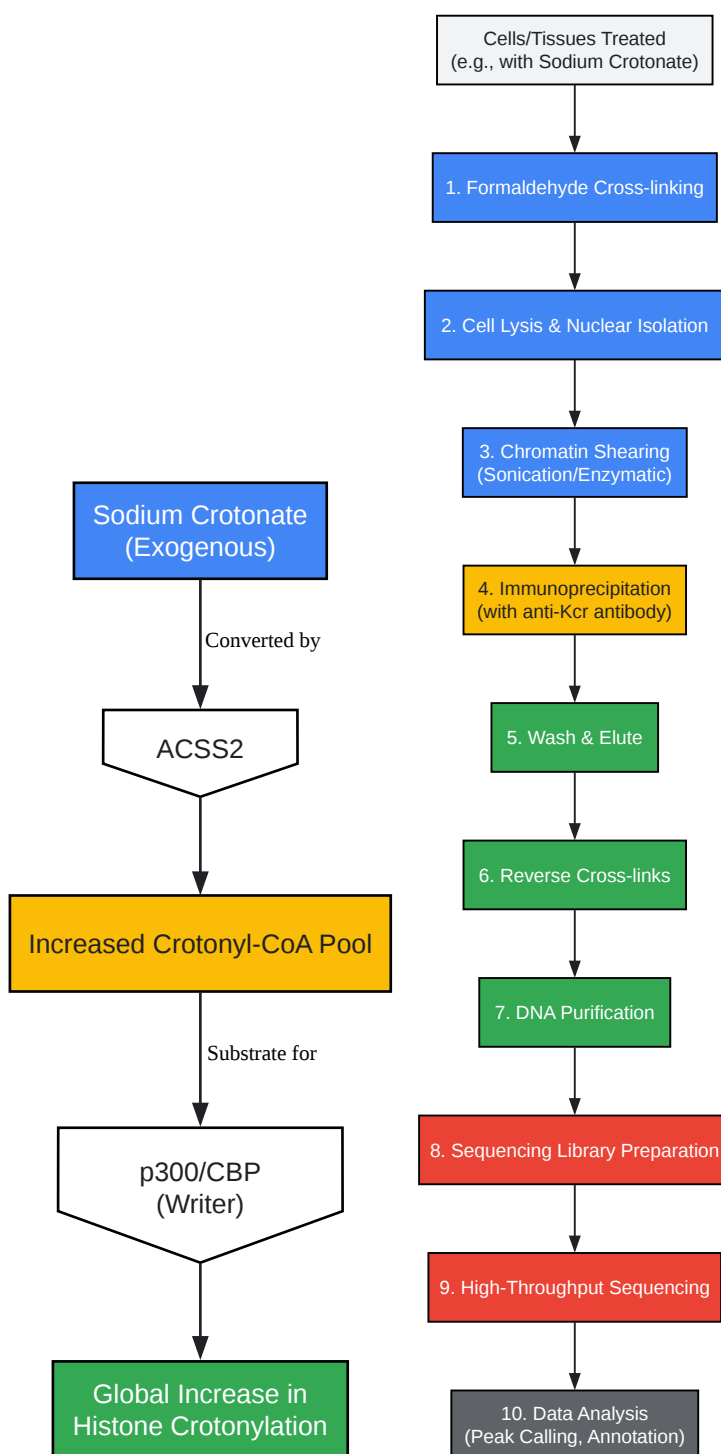 Sodium Crotonate
(Exogenous)
Converted by
ACSS2
Increased Crotonyl-CoA Pool
Substrate for
p300/CBP
(Writer)
Global Increase in
Histone Crotonylation
Cells/Tissues Treated
(e.g., with Sodium Crotonate)
1. Formaldehyde Cross-linking
2. Cell Lysis & Nuclear Isolation
3. Chromatin Shearing
(Sonication/Enzymatic)
4. Immunoprecipitation
(with anti-Kcr antibody)
5. Wash & Elute
6. Reverse Cross-links
7. DNA Purification
8. Sequencing Library Preparation
9. High-Throughput Sequencing
10. Data Analysis
(Peak Calling, Annotation)